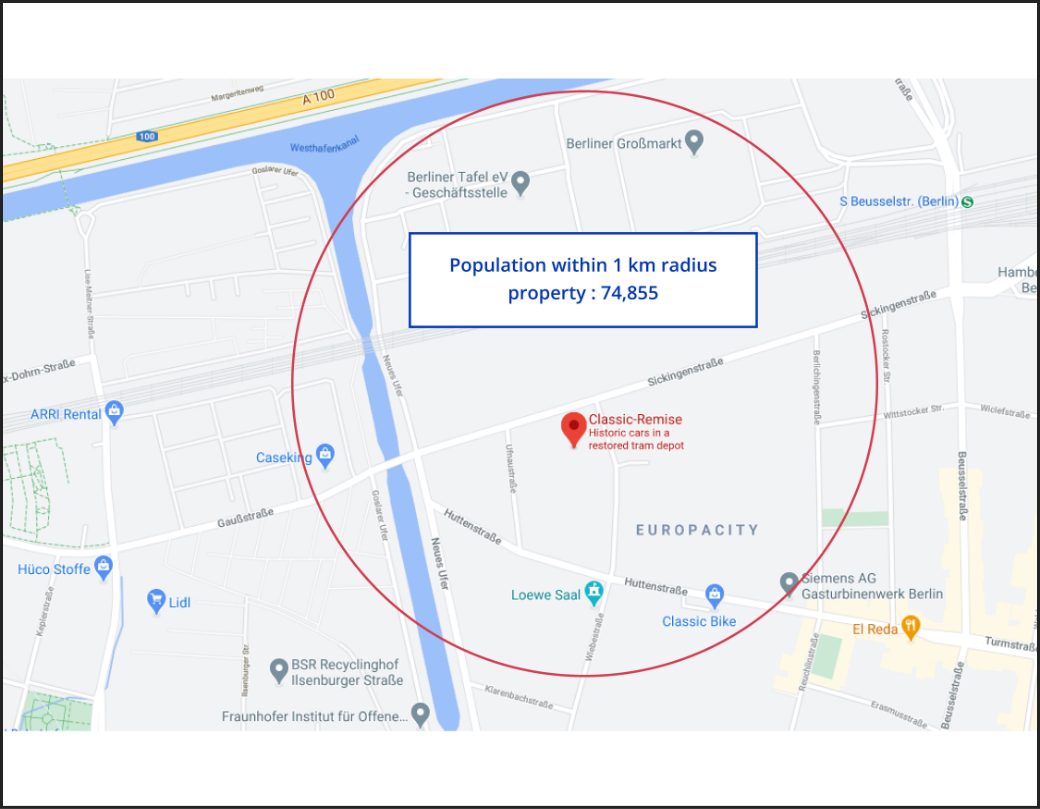 Margeritenweg
A 100
100
Westhafenkanal
Goslarer Ufer
Berliner Großmarkt
Berliner Tafel eV
- Geschäftsstelle
S Beusselstr. (Berlin)
S
Population within 1 km radius
property : 74,855
Hambe
Be
Lise-Meitner-Straße
Sickingenstraße
Rostocker Str
Berlichingenstraße
Neues Ufer
x-Dohrn-Straße
Sickingenstraße
Wittstocker Str.
Wiclefstraße
ARRI Rental
Classic-Remise
Historic cars in a
restored tram depot
Caseking
Ufnaustraße
Beusselstraße
Goslarer Ufer
Gaußstraße
Huttenstraße
EUROPACITY
Neues Ufer
Hüco Stoffe
Keplerstraße
Lidl
Loewe Saal
Huttenstraße
Siemens AG
Gasturbinenwerk Berlin
Classic Bike
El Reda
Turmstraße
Wiebestraße
Reuchlinstraße
Ilsenburger Str.
BSR Recyclinghof
Ilsenburger Straße
Beusselstraße
Klarenbachstraße
Erasmusstraße
Fraunhofer Institut für Offene...